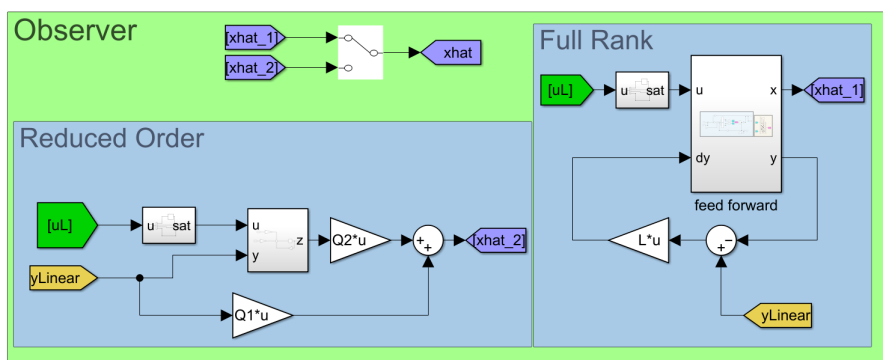 Observer
[xhat_1]
[xhat_2]
xhat
Reduced Order
[uL]
u sat
u
y
z
Q2*u
[xhat_2]
yLinear
Q1*u
Full Rank
[uL]
u sat
u
dy
x
y
[xhat_1]
feed forward
L*u
yLinear